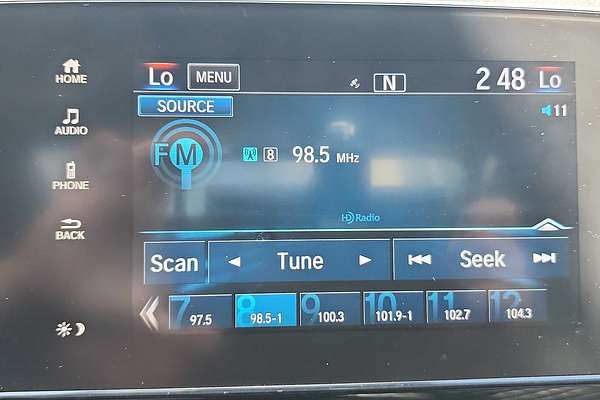 HOME
AUDIO
PHONE
BACK
Lo MENU N 2 48 Lo
SOURCE
11
FM 8 98.5 MHz
HD Radio
Scan Tune Seek
7 97.5
8 98.5-1
9 100.3
10 101.9-1
11 102.7
12 104.3